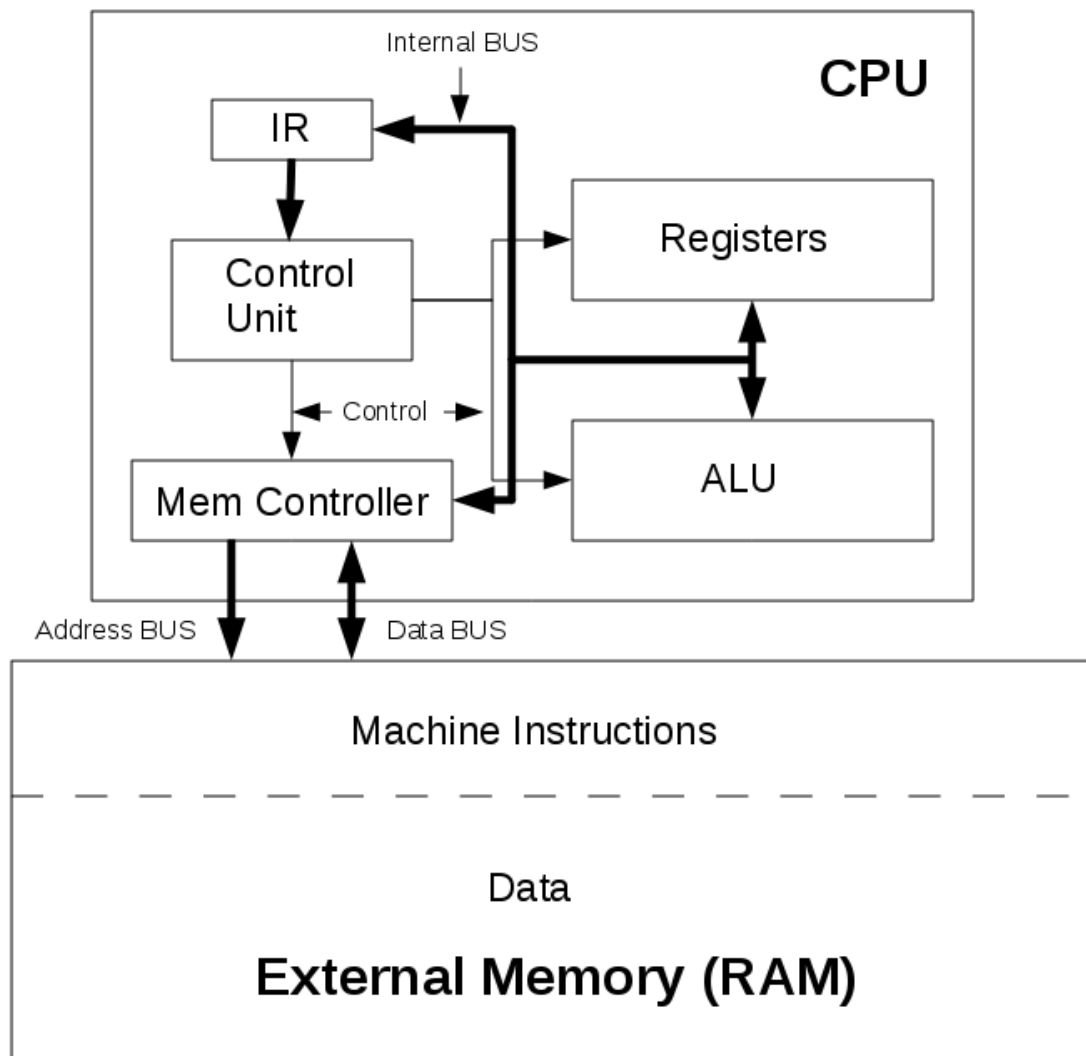 Internal BUS
CPU
IR
Registers
Control
Unit
Control
ALU
Mem Controller
Address BUS
Data BUS
Machine Instructions
Data
External Memory (RAM)